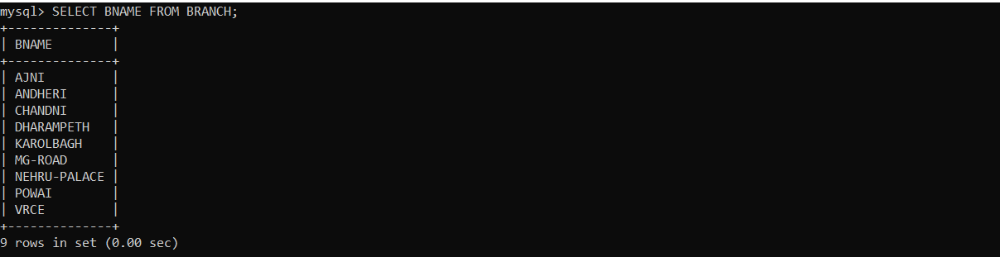 mysql> SELECT BNAME FROM BRANCH;
+--------------+
| BNAME        |
+--------------+
| AJNI         |
| ANDHERI      |
| CHANDNI      |
| DHARAMPETH   |
| KAROLBAGH    |
| MG-ROAD      |
| NEHRU-PALACE |
| POWAI        |
| VRCE         |
+--------------+
9 rows in set (0.00 sec)